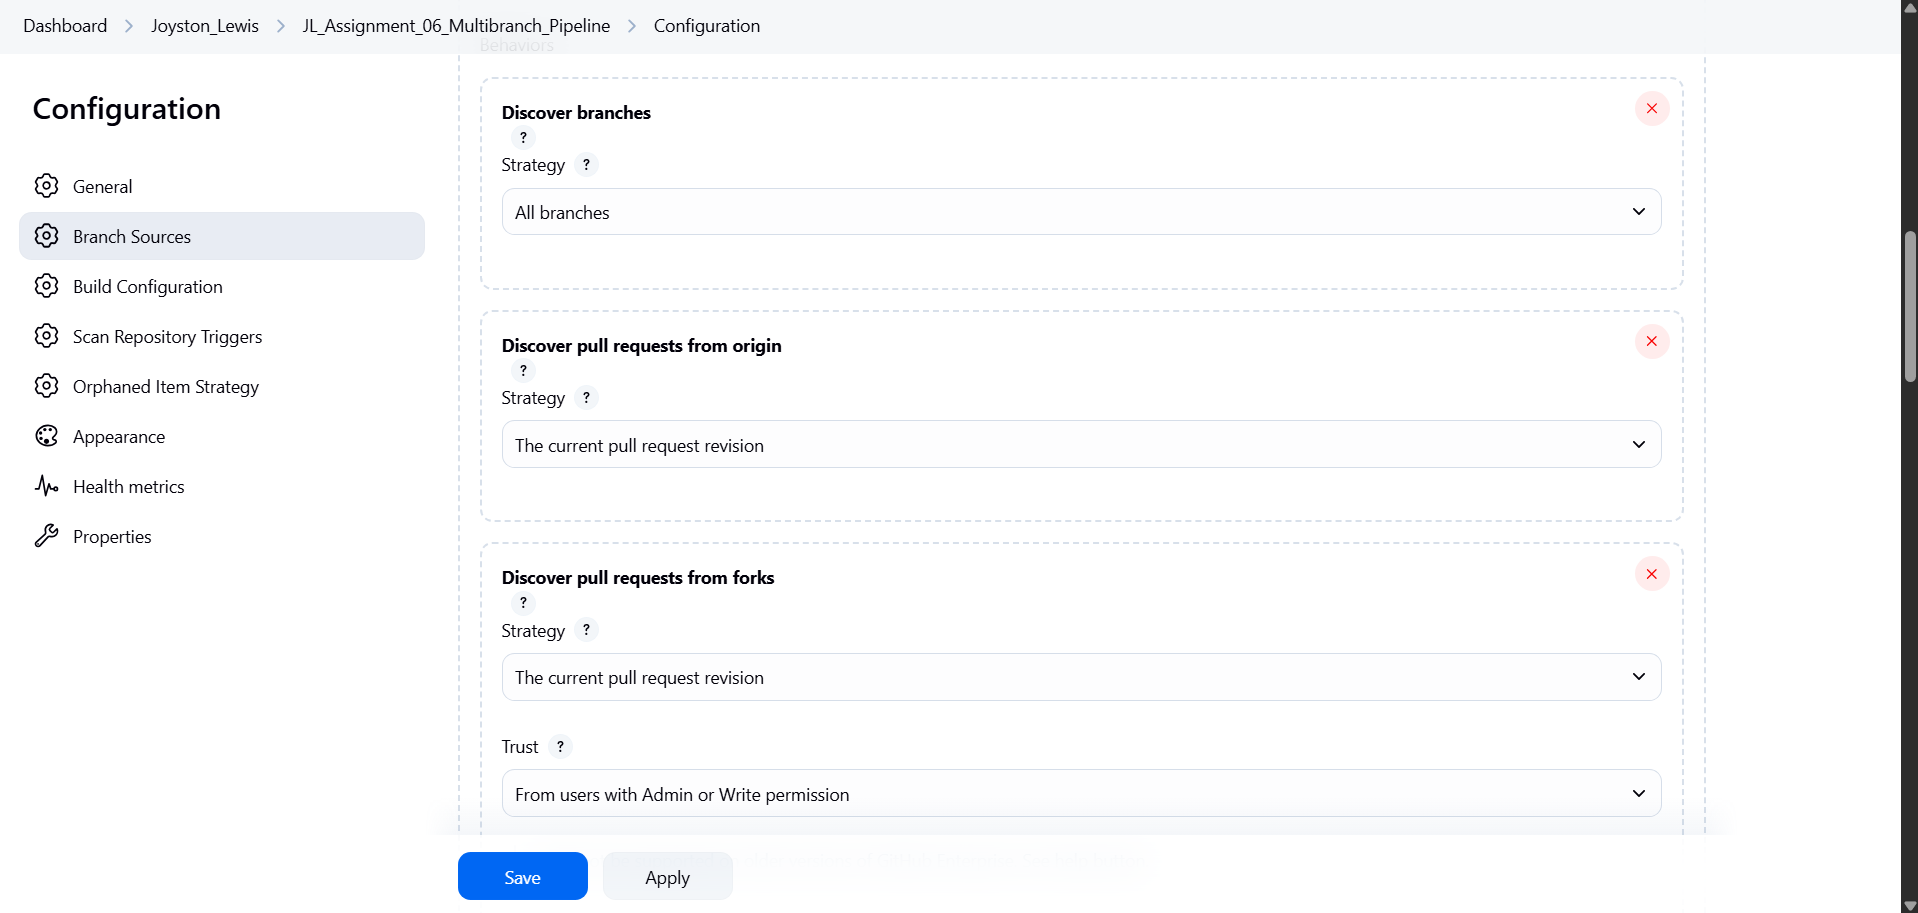 Dashboard
Joyston_Lewis
JL_Assignment_06_Multibranch_Pipeline
Configuration
Behaviors
Configuration
General
Branch Sources
Build Configuration
Scan Repository Triggers
Orphaned Item Strategy
Appearance
Health metrics
Properties
Discover branches
?
Strategy ?
All branches
Discover pull requests from origin
?
Strategy ?
The current pull request revision
Discover pull requests from forks
?
Strategy ?
The current pull request revision
Trust ?
From users with Admin or Write permission
Save
Apply